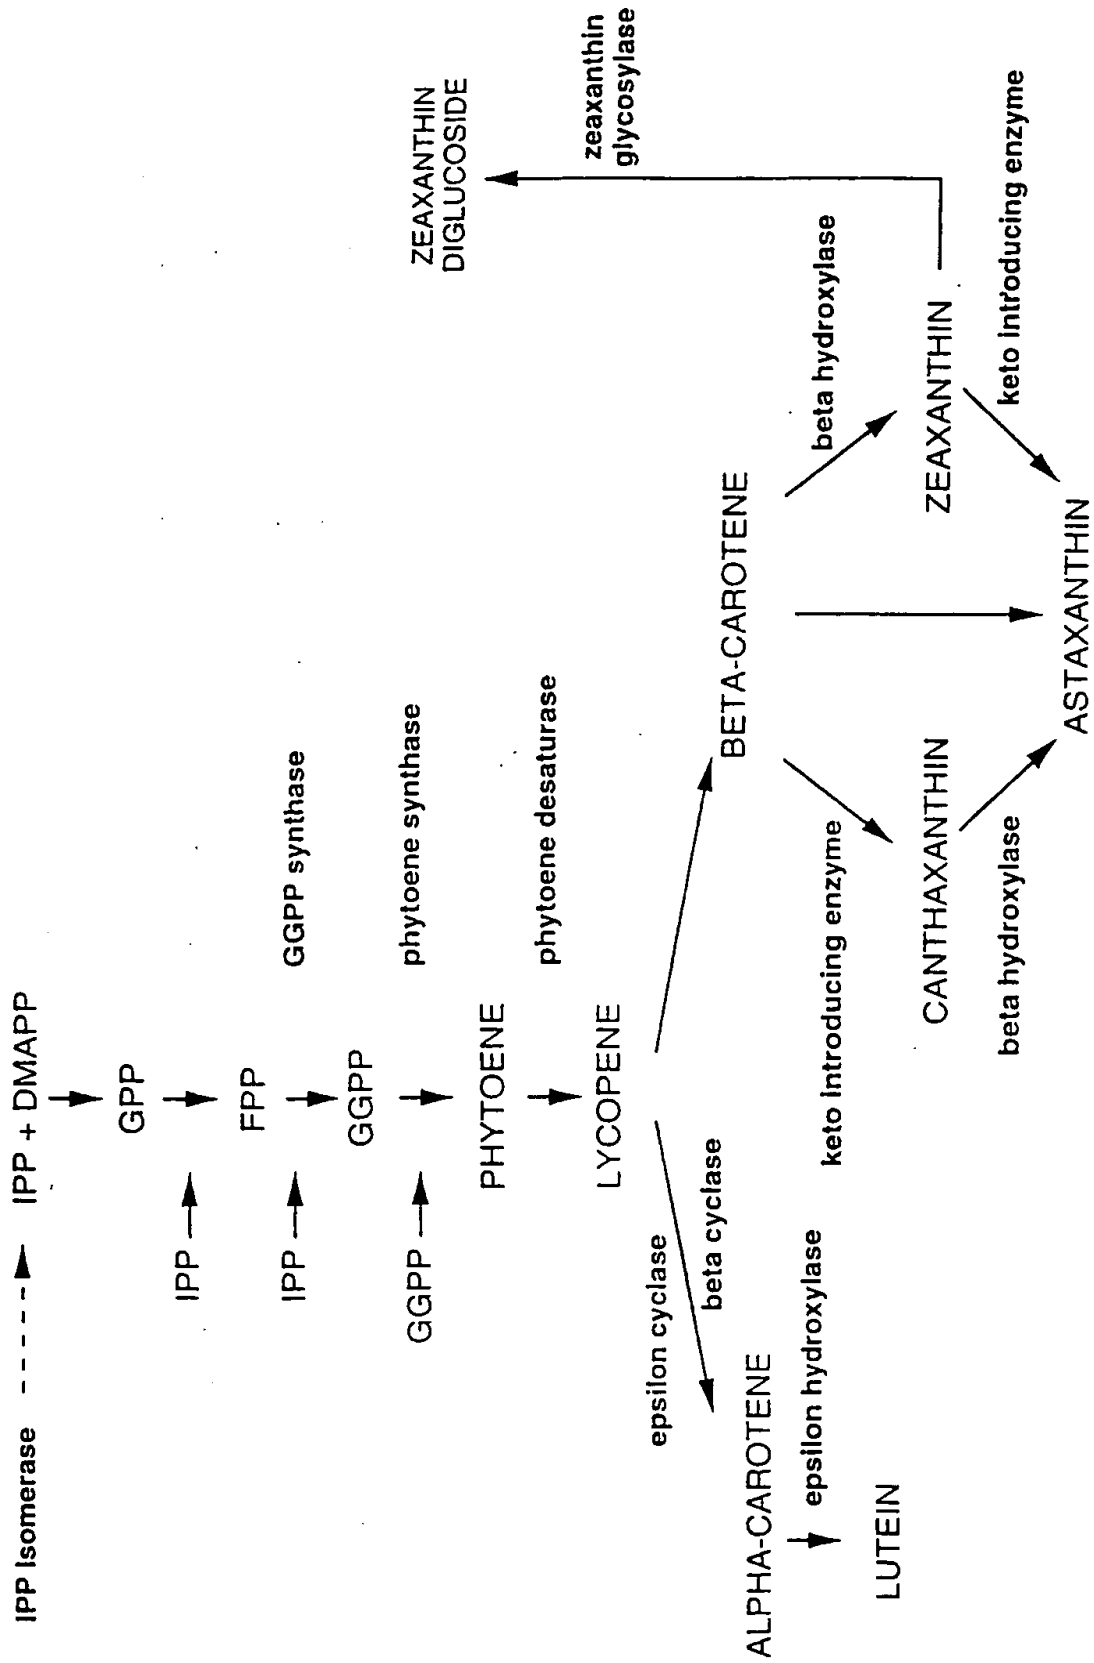 IPP Isomerase
IPP + DMAPP
GPP
IPP
FPP
IPP
GGPP synthase
GGPP
GGPP
phytoene synthase
PHYTOENE
phytoene desaturase
LYCOPENE
epsilon cyclase
beta cyclase
ALPHA-CAROTENE
BETA-CAROTENE
epsilon hydroxylase
LUTEIN
keto introducing enzyme
beta hydroxylase
CANTHAXANTHIN
ZEAXANTHIN
beta hydroxylase
keto introducing enzyme
ASTAXANTHIN
ZEAXANTHIN
DIGLUCOSIDE
zeaxanthin
glycosylase